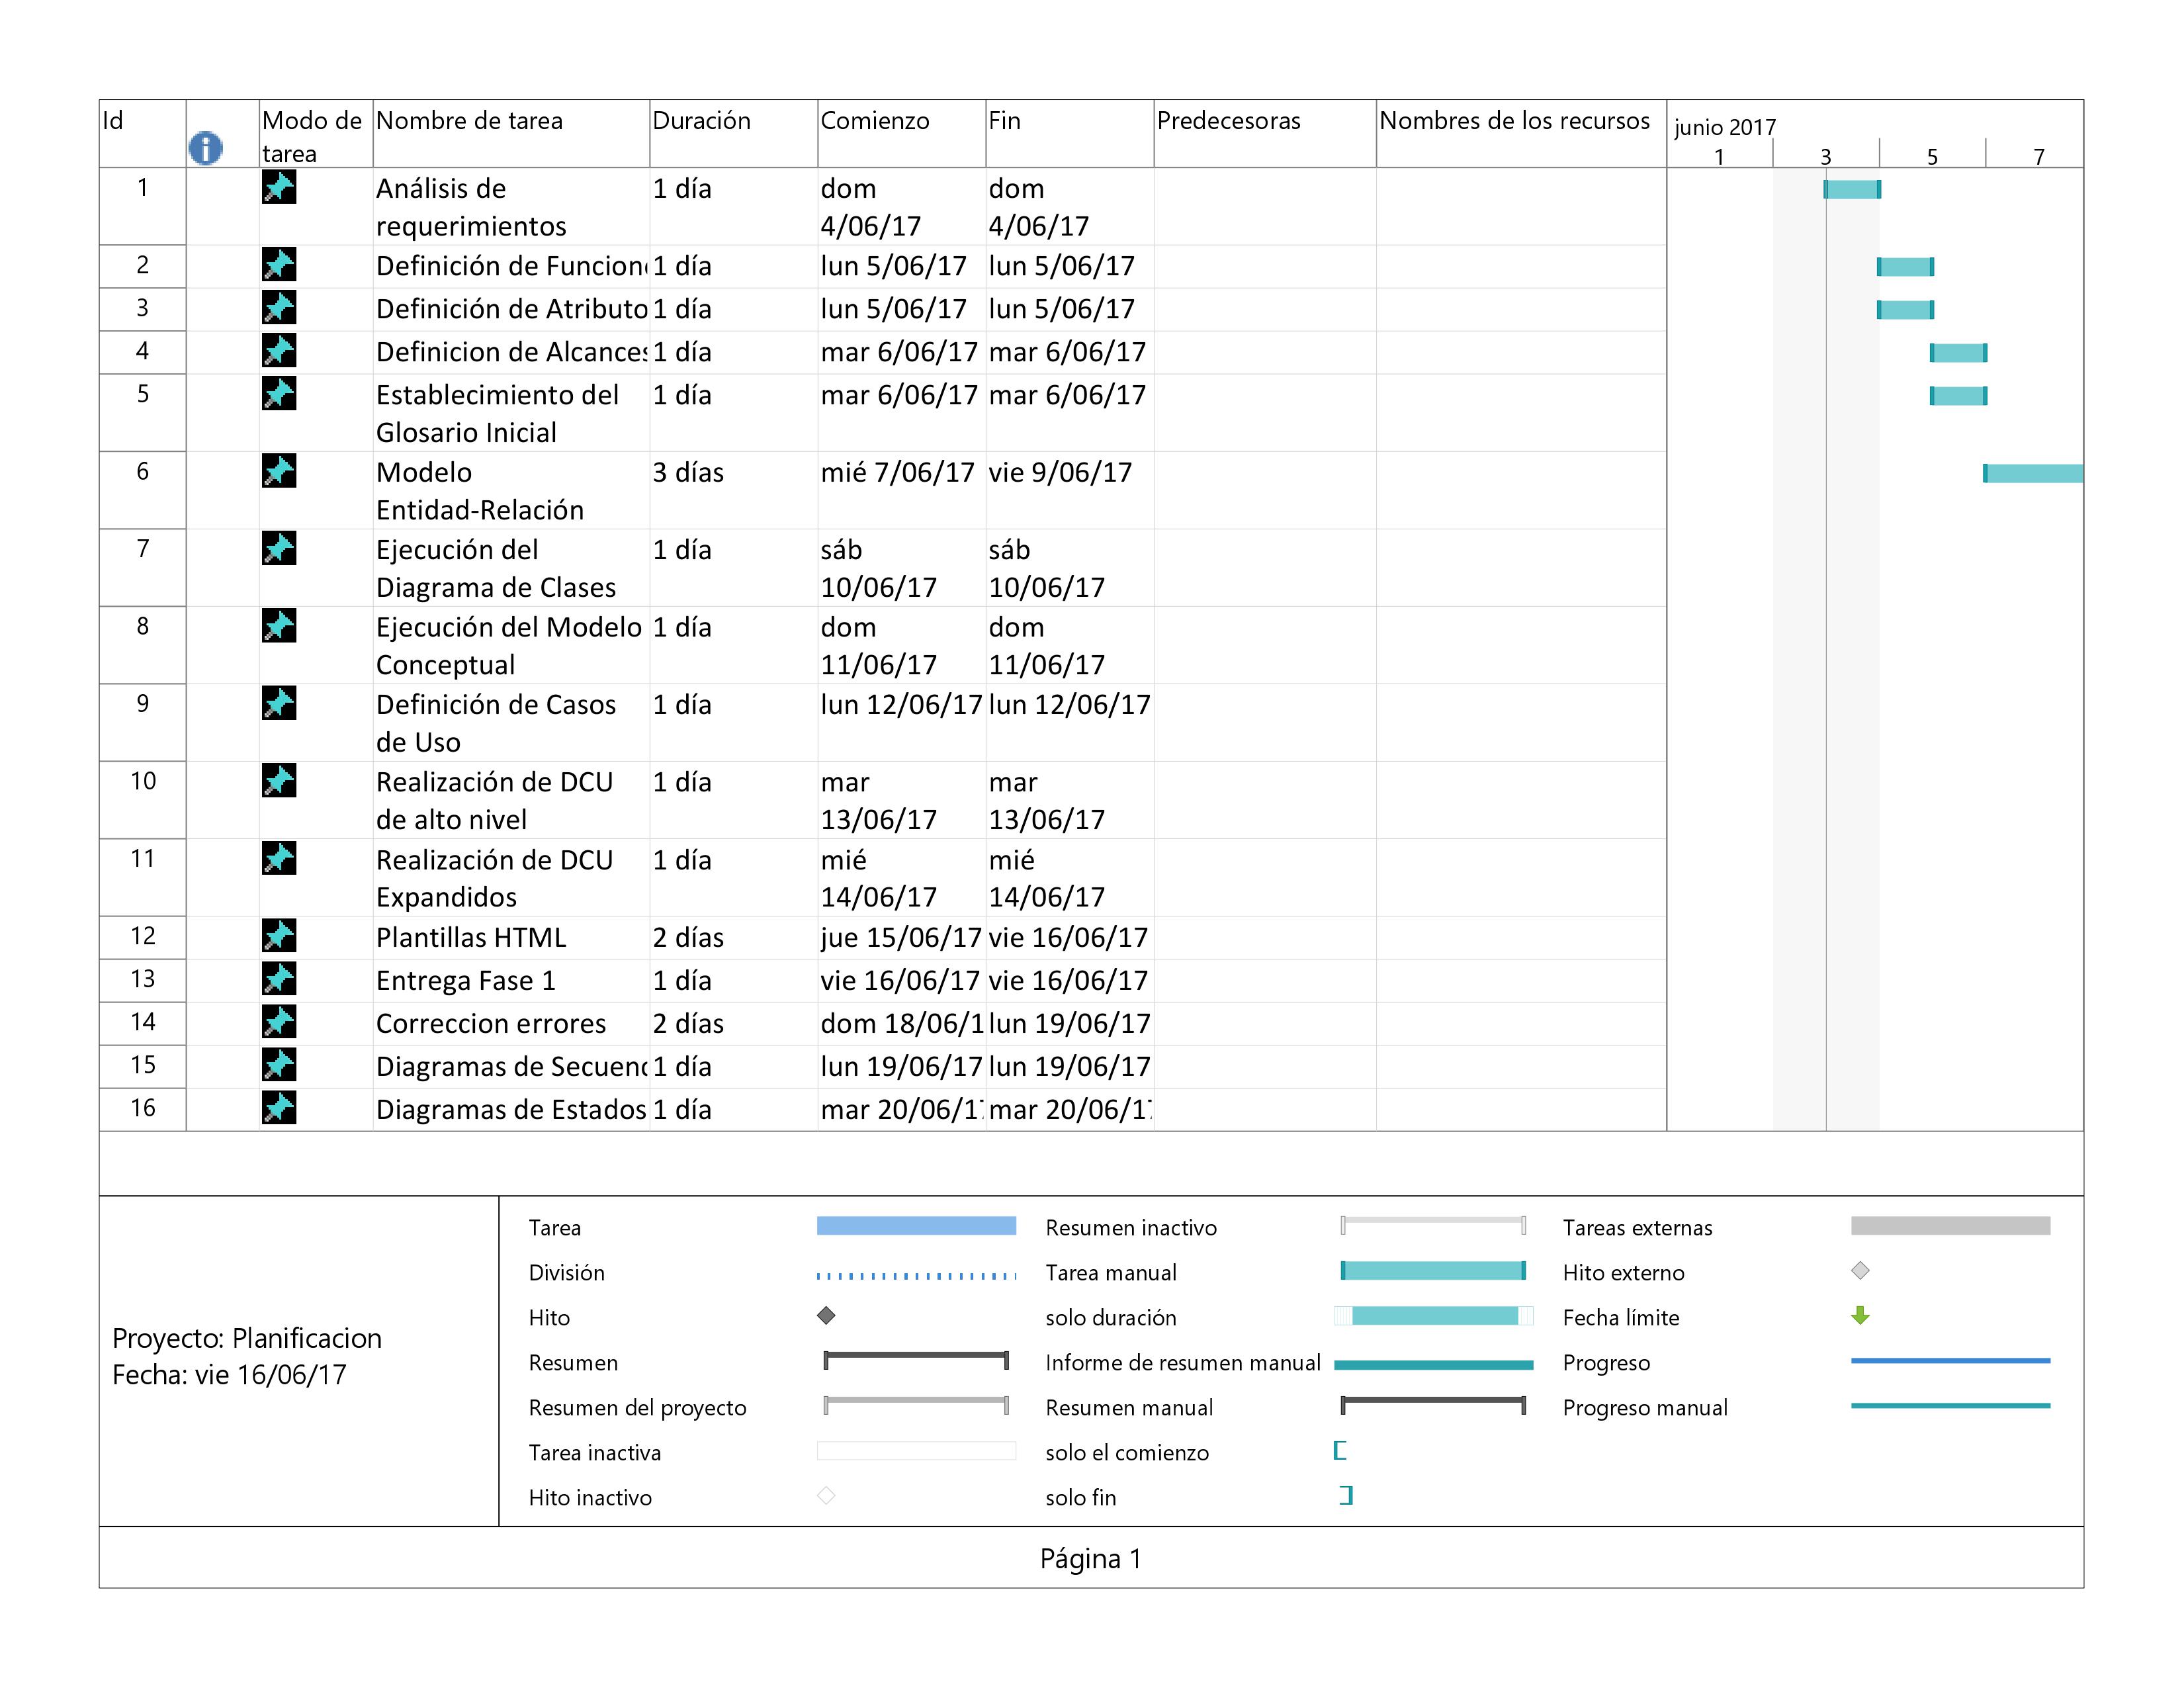 Id Modo de tarea Nombre de tarea Duración Comienzo Fin Predecesoras Nombres de los recursos junio 2017
1 3 5 7
1 Análisis de requerimientos 1 día dom 4/06/17 dom 4/06/17
2 Definición de Funcion 1 día lun 5/06/17 lun 5/06/17
3 Definición de Atributo 1 día lun 5/06/17 lun 5/06/17
4 Definicion de Alcances 1 día mar 6/06/17 mar 6/06/17
5 Establecimiento del Glosario Inicial 1 día mar 6/06/17 mar 6/06/17
6 Modelo Entidad-Relación 3 días mié 7/06/17 vie 9/06/17
7 Ejecución del Diagrama de Clases 1 día sáb 10/06/17 sáb 10/06/17
8 Ejecución del Modelo Conceptual 1 día dom 11/06/17 dom 11/06/17
9 Definición de Casos de Uso 1 día lun 12/06/17 lun 12/06/17
10 Realización de DCU de alto nivel 1 día mar 13/06/17 mar 13/06/17
11 Realización de DCU Expandidos 1 día mié 14/06/17 mié 14/06/17
12 Plantillas HTML 2 días jue 15/06/17 vie 16/06/17
13 Entrega Fase 1 1 día vie 16/06/17 vie 16/06/17
14 Correccion errores 2 días dom 18/06/1 lun 19/06/17
15 Diagramas de Secuenc 1 día lun 19/06/17 lun 19/06/17
16 Diagramas de Estados 1 día mar 20/06/17 mar 20/06/17
Proyecto: Planificacion
Fecha: vie 16/06/17
Tarea
División
Hito
Resumen
Resumen del proyecto
Tarea inactiva
Hito inactivo
Resumen inactivo
Tarea manual
solo duración
Informe de resumen manual
Resumen manual
solo el comienzo
solo fin
Tareas externas
Hito externo
Fecha límite
Progreso
Progreso manual
Página 1